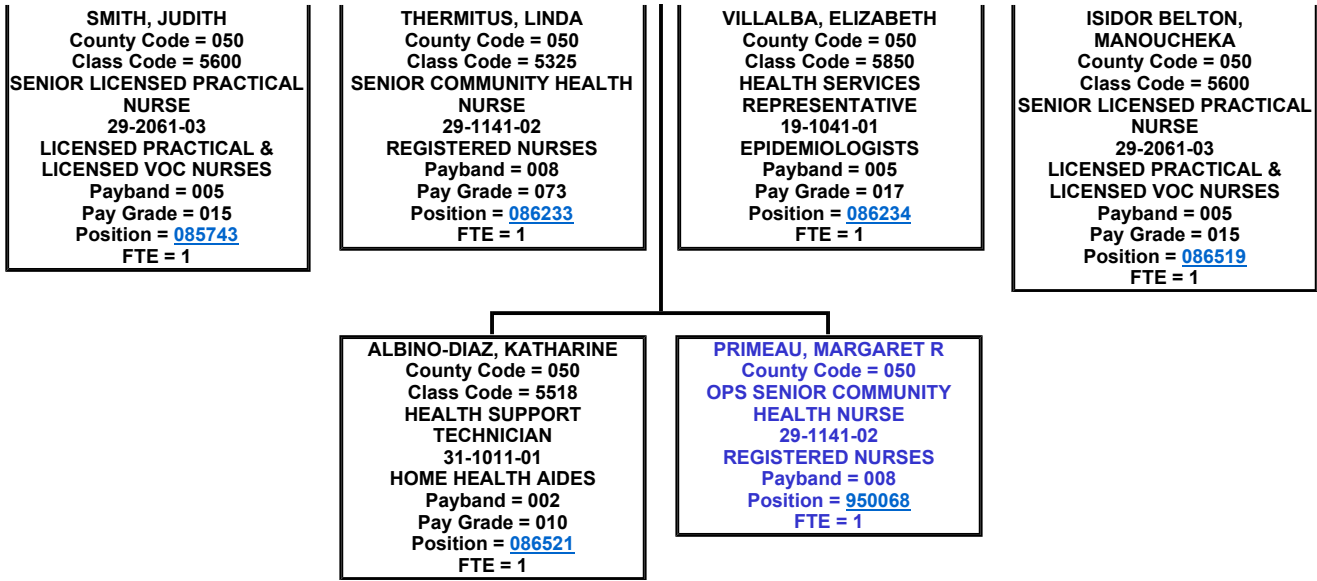 SMITH, JUDITH
County Code = 050
Class Code = 5600
SENIOR LICENSED PRACTICAL
NURSE
29-2061-03
LICENSED PRACTICAL &
LICENSED VOC NURSES
Payband = 005
Pay Grade = 015
Position = 085743
FTE = 1
THERMITUS, LINDA
County Code = 050
Class Code = 5325
SENIOR COMMUNITY HEALTH
NURSE
29-1141-02
REGISTERED NURSES
Payband = 008
Pay Grade = 073
Position = 086233
FTE = 1
VILLALBA, ELIZABETH
County Code = 050
Class Code = 5850
HEALTH SERVICES
REPRESENTATIVE
19-1041-01
EPIDEMIOLOGISTS
Payband = 005
Pay Grade = 017
Position = 086234
FTE = 1
ISIDOR BELTON,
MANOUCHEKA
County Code = 050
Class Code = 5600
SENIOR LICENSED PRACTICAL
NURSE
29-2061-03
LICENSED PRACTICAL &
LICENSED VOC NURSES
Payband = 005
Pay Grade = 015
Position = 086519
FTE = 1
ALBINO-DIAZ, KATHARINE
County Code = 050
Class Code = 5518
HEALTH SUPPORT
TECHNICIAN
31-1011-01
HOME HEALTH AIDES
Payband = 002
Pay Grade = 010
Position = 086521
FTE = 1
PRIMEAU, MARGARET R
County Code = 050
OPS SENIOR COMMUNITY
HEALTH NURSE
29-1141-02
REGISTERED NURSES
Payband = 008
Position = 950068
FTE = 1